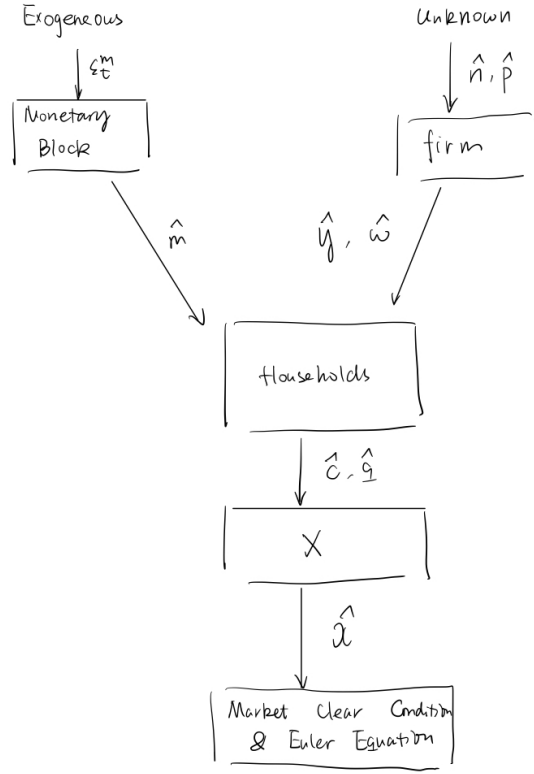 Exogeneous
Unknown
ε_t^m
n̂, p̂
Monetary
Block
firm
m̂
ŷ, ŵ
Households
ĉ, q̂
X
x̂
Market Clear Condition
& Euler Equation